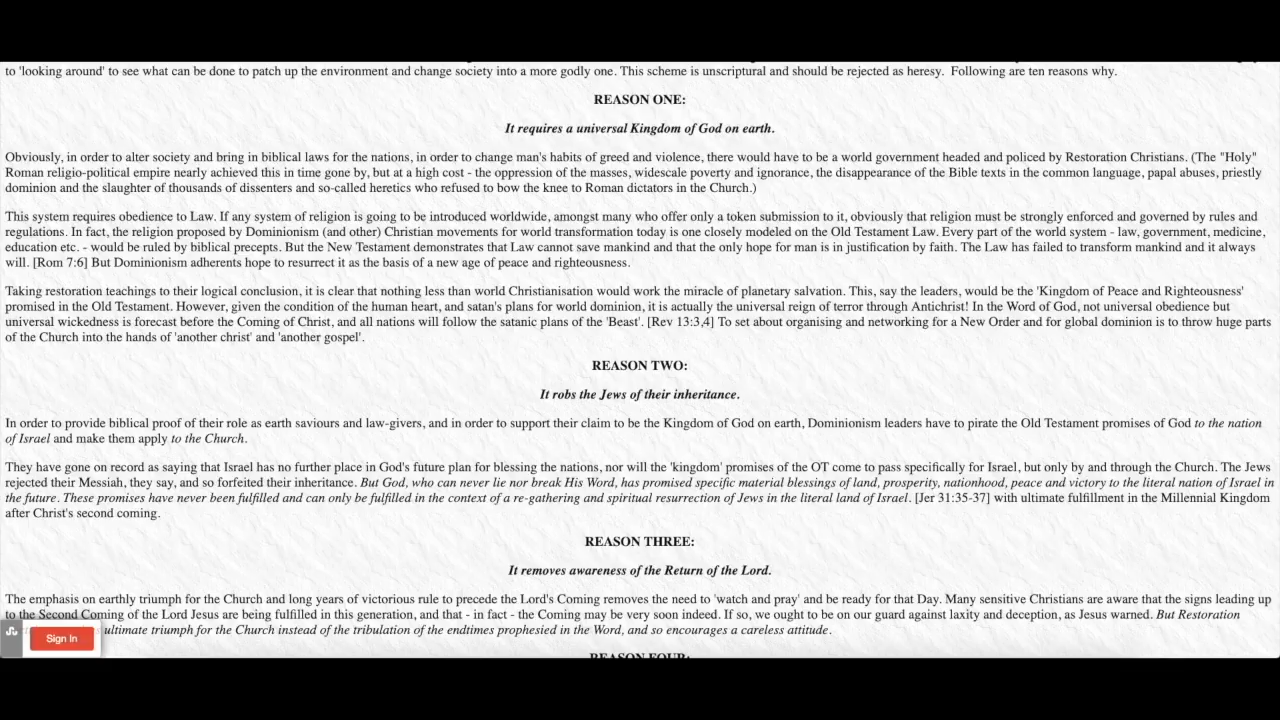 to 'looking around' to see what can be done to patch up the environment and change society into a more godly one. This scheme is unscriptural and should be rejected as heresy.  Following are ten reasons why.
REASON ONE:
It requires a universal Kingdom of God on earth.
Obviously, in order to alter society and bring in biblical laws for the nations, in order to change man's habits of greed and violence, there would have to be a world government headed and policed by Restoration Christians. (The "Holy"
Roman religio-political empire nearly achieved this in time gone by, but at a high cost - the oppression of the masses, widescale poverty and ignorance, the disappearance of the Bible texts in the common language, papal abuses, priestly
dominion and the slaughter of thousands of dissenters and so-called heretics who refused to bow the knee to Roman dictators in the Church.)
This system requires obedience to Law. If any system of religion is going to be introduced worldwide, amongst many who offer only a token submission to it, obviously that religion must be strongly enforced and governed by rules and
regulations. In fact, the religion proposed by Dominionism (and other) Christian movements for world transformation today is one closely modeled on the Old Testament Law. Every part of the world system - law, government, medicine,
education etc. - would be ruled by biblical precepts. But the New Testament demonstrates that Law cannot save mankind and that the only hope for man is in justification by faith. The Law has failed to transform mankind and it always
will. [Rom 7:6] But Dominionism adherents hope to resurrect it as the basis of a new age of peace and righteousness.
Taking restoration teachings to their logical conclusion, it is clear that nothing less than world Christianisation would work the miracle of planetary salvation. This, say the leaders, would be the 'Kingdom of Peace and Righteousness'
promised in the Old Testament. However, given the condition of the human heart, and satan's plans for world dominion, it is actually the universal reign of terror through Antichrist! In the Word of God, not universal obedience but
universal wickedness is forecast before the Coming of Christ, and all nations will follow the satanic plans of the 'Beast'. [Rev 13:3,4] To set about organising and networking for a New Order and for global dominion is to throw huge parts
of the Church into the hands of 'another christ' and 'another gospel'.
REASON TWO:
It robs the Jews of their inheritance.
In order to provide biblical proof of their role as earth saviours and law-givers, and in order to support their claim to be the Kingdom of God on earth, Dominionism leaders have to pirate the Old Testament promises of God to the nation
of Israel and make them apply to the Church.
They have gone on record as saying that Israel has no further place in God's future plan for blessing the nations, nor will the 'kingdom' promises of the OT come to pass specifically for Israel, but only by and through the Church. The Jews
rejected their Messiah, they say, and so forfeited their inheritance. But God, who can never lie nor break His Word, has promised specific material blessings of land, prosperity, nationhood, peace and victory to the literal nation of Israel in
the future. These promises have never been fulfilled and can only be fulfilled in the context of a re-gathering and spiritual resurrection of Jews in the literal land of Israel. [Jer 31:35-37] with ultimate fulfillment in the Millennial Kingdom
after Christ's second coming.
REASON THREE:
It removes awareness of the Return of the Lord.
The emphasis on earthly triumph for the Church and long years of victorious rule to precede the Lord's Coming removes the need to 'watch and pray' and be ready for that Day. Many sensitive Christians are aware that the signs leading up
to the Second Coming of the Lord Jesus are being fulfilled in this generation, and that - in fact - the Coming may be very soon indeed. If so, we ought to be on our guard against laxity and deception, as Jesus warned. But Restoration
ultimate triumph for the Church instead of the tribulation of the endtimes prophesied in the Word, and so encourages a careless attitude.
Sign In
REASON FOUR: